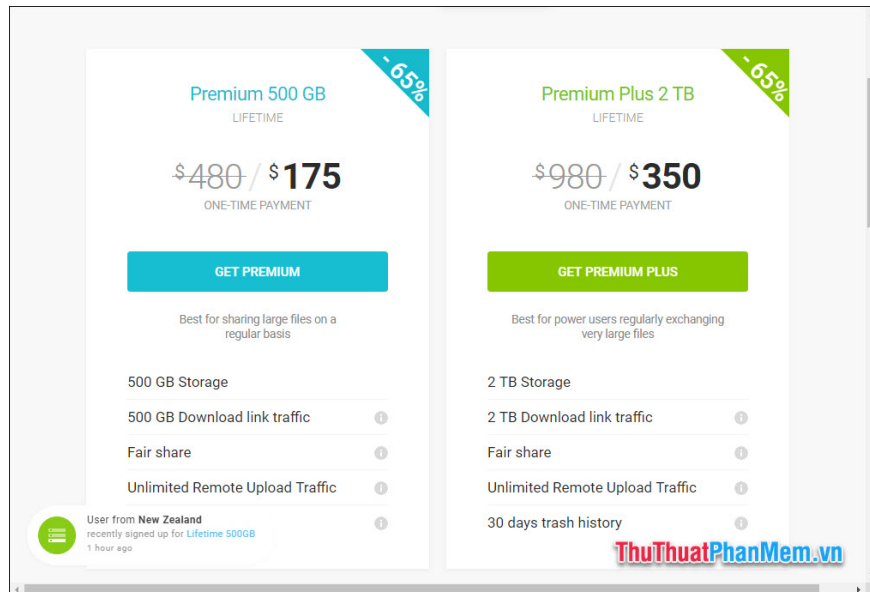 - 65%
Premium 500 GB
LIFETIME
$480 / $175
ONE-TIME PAYMENT
GET PREMIUM
Best for sharing large files on a
regular basis
500 GB Storage
500 GB Download link traffic
Fair share
Unlimited Remote Upload Traffic
- 65%
Premium Plus 2 TB
LIFETIME
$980 / $350
ONE-TIME PAYMENT
GET PREMIUM PLUS
Best for power users regularly exchanging
very large files
2 TB Storage
2 TB Download link traffic
Fair share
Unlimited Remote Upload Traffic
30 days trash history
User from New Zealand
recently signed up for Lifetime 500GB
1 hour ago
ThuThuatPhanMem.vn